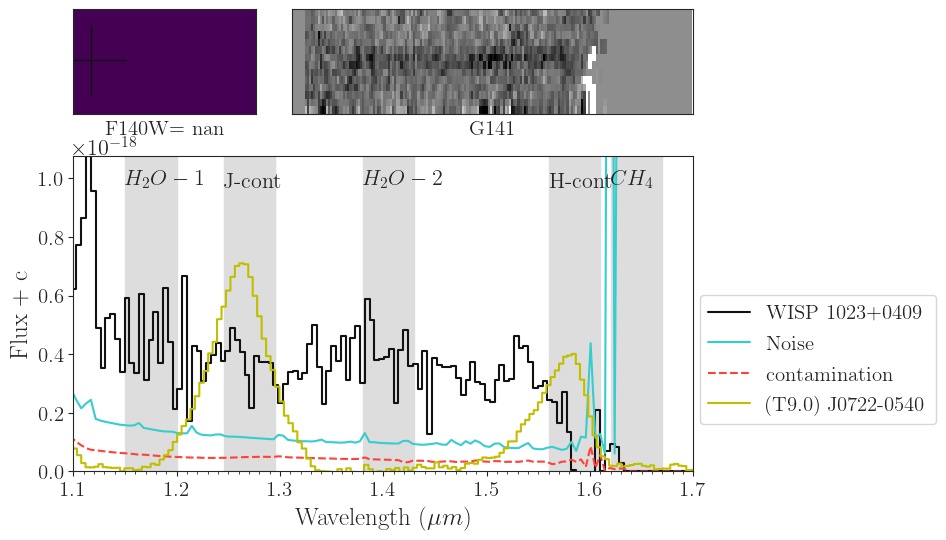 F140W= nan
G141
×10⁻¹⁸
H₂O − 1
J-cont
H₂O − 2
H-cont
CH₄
1.0
0.8
0.6
0.4
0.2
0.0
Flux + c
1.1
1.2
1.3
1.4
1.5
1.6
1.7
Wavelength (μm)
WISP 1023+0409
Noise
contamination
(T9.0) J0722-0540